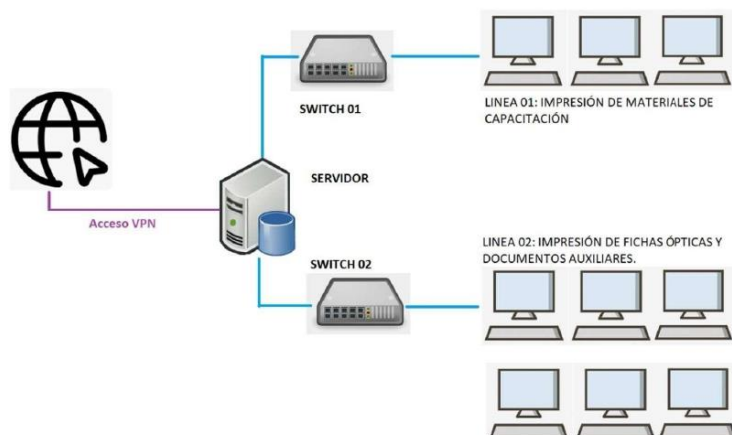 SWITCH 01
LINEA 01: IMPRESIÓN DE MATERIALES DE
CAPACITACIÓN
SERVIDOR
Acceso VPN
SWITCH 02
LINEA 02: IMPRESIÓN DE FICHAS ÓPTICAS Y
DOCUMENTOS AUXILIARES.